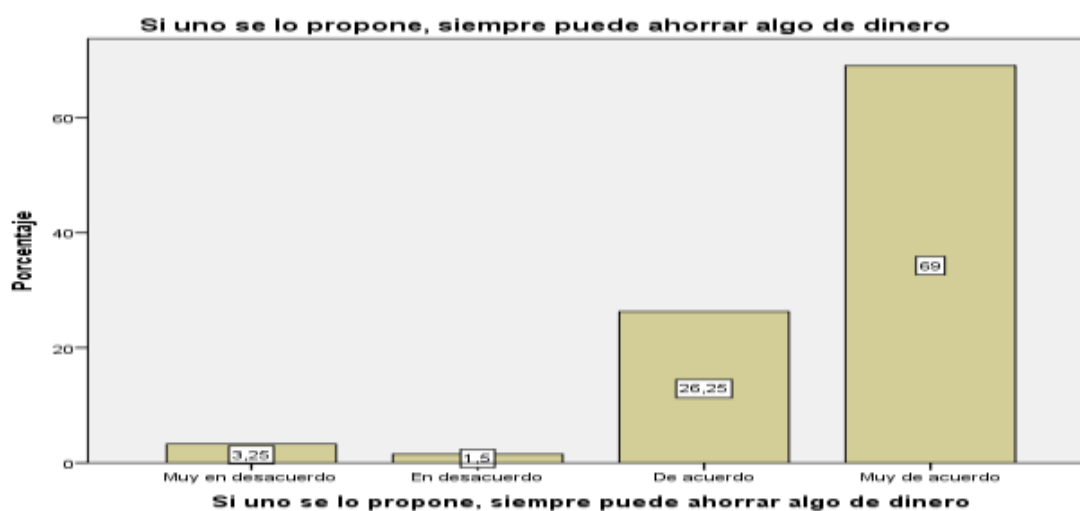 Si uno se lo propone, siempre puede ahorrar algo de dinero
Porcentaje
60
40
20
0
3,25
1,5
26,25
69
Muy en desacuerdo
En desacuerdo
De acuerdo
Muy de acuerdo
Si uno se lo propone, siempre puede ahorrar algo de dinero